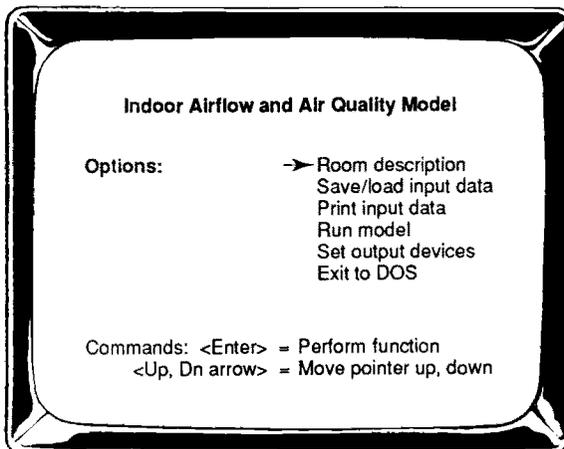 Indoor Airflow and Air Quality Model
Options: Room description
Save/load input data
Print input data
Run model
Set output devices
Exit to DOS
Commands: <Enter> = Perform function
<Up, Dn arrow> = Move pointer up, down